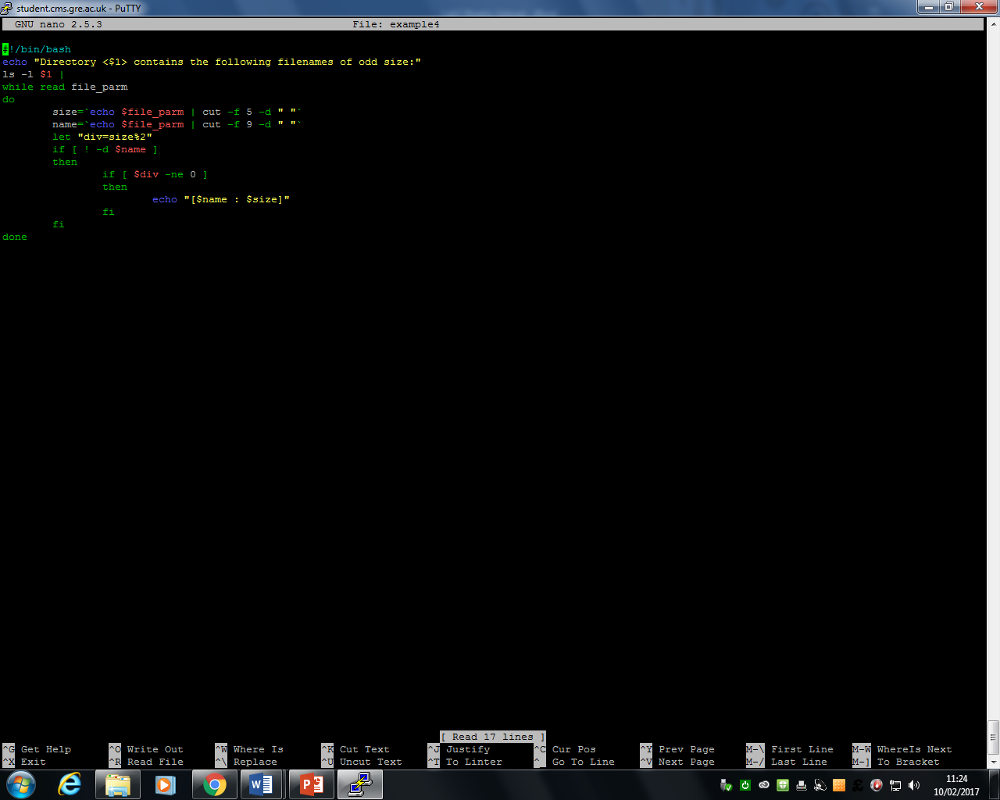 student.cms.gre.ac.uk - PuTTY
GNU nano 2.5.3 File: example4
#!/bin/bash
echo "Directory <$1> contains the following filenames of odd size:"
ls -l $1 |
while read file_parm
do
size=`echo $file_parm | cut -f 5 -d " "`
name=`echo $file_parm | cut -f 9 -d " "`
let "div=size%2"
if [ ! -d $name ]
then
if [ $div -ne 0 ]
then
echo "[$name : $size]"
fi
fi
done
[ Read 17 lines ]
^G Get Help ^O Write Out ^W Where Is ^K Cut Text ^J Justify ^C Cur Pos ^Y Prev Page M-\ First Line M-W WhereIs Next
^X Exit ^R Read File ^\ Replace ^U Uncut Text ^T To Linter ^_ Go To Line ^V Next Page M-/ Last Line M-] To Bracket
11:24
10/02/2017